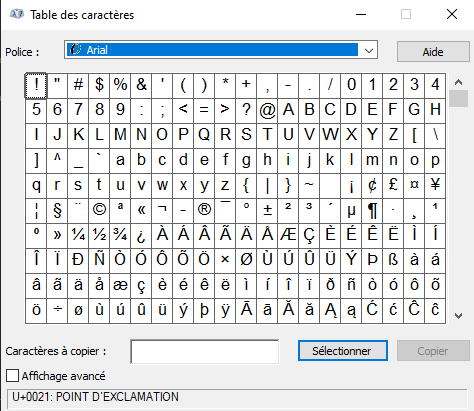 Table des caractères
Police : Arial Aide
! " # $ % & ' ( ) * + , - . / 0 1 2 3 4
5 6 7 8 9 : ; < = > ? @ A B C D E F G H
I J K L M N O P Q R S T U V W X Y Z [ \
] ^ _ ` a b c d e f g h i j k l m n o p
q r s t u v w x y z { | } ~ ¡ ¢ £ ¤ ¥
¦ § ¨ © ª « ¬ - ® ¯ ° ± ² ³ ´ µ ¶ · ¸ ¹
º » ¼ ½ ¾ ¿ À Á Â Ã Ä Å Æ Ç È É Ê Ë Ì Í
Î Ï Ð Ñ Ò Ó Ô Õ Ö × Ø Ù Ú Û Ü Ý Þ ß à á
â ã ä å æ ç è é ê ë ì í î ï ð ñ ò ó ô õ
ö ÷ ø ù ú û ü ý þ ÿ Ā ā Ă ă Ą ą Ć ć Ĉ ĉ
Caractères à copier : Sélectionner Copier
Affichage avancé
U+0021: POINT D'EXCLAMATION